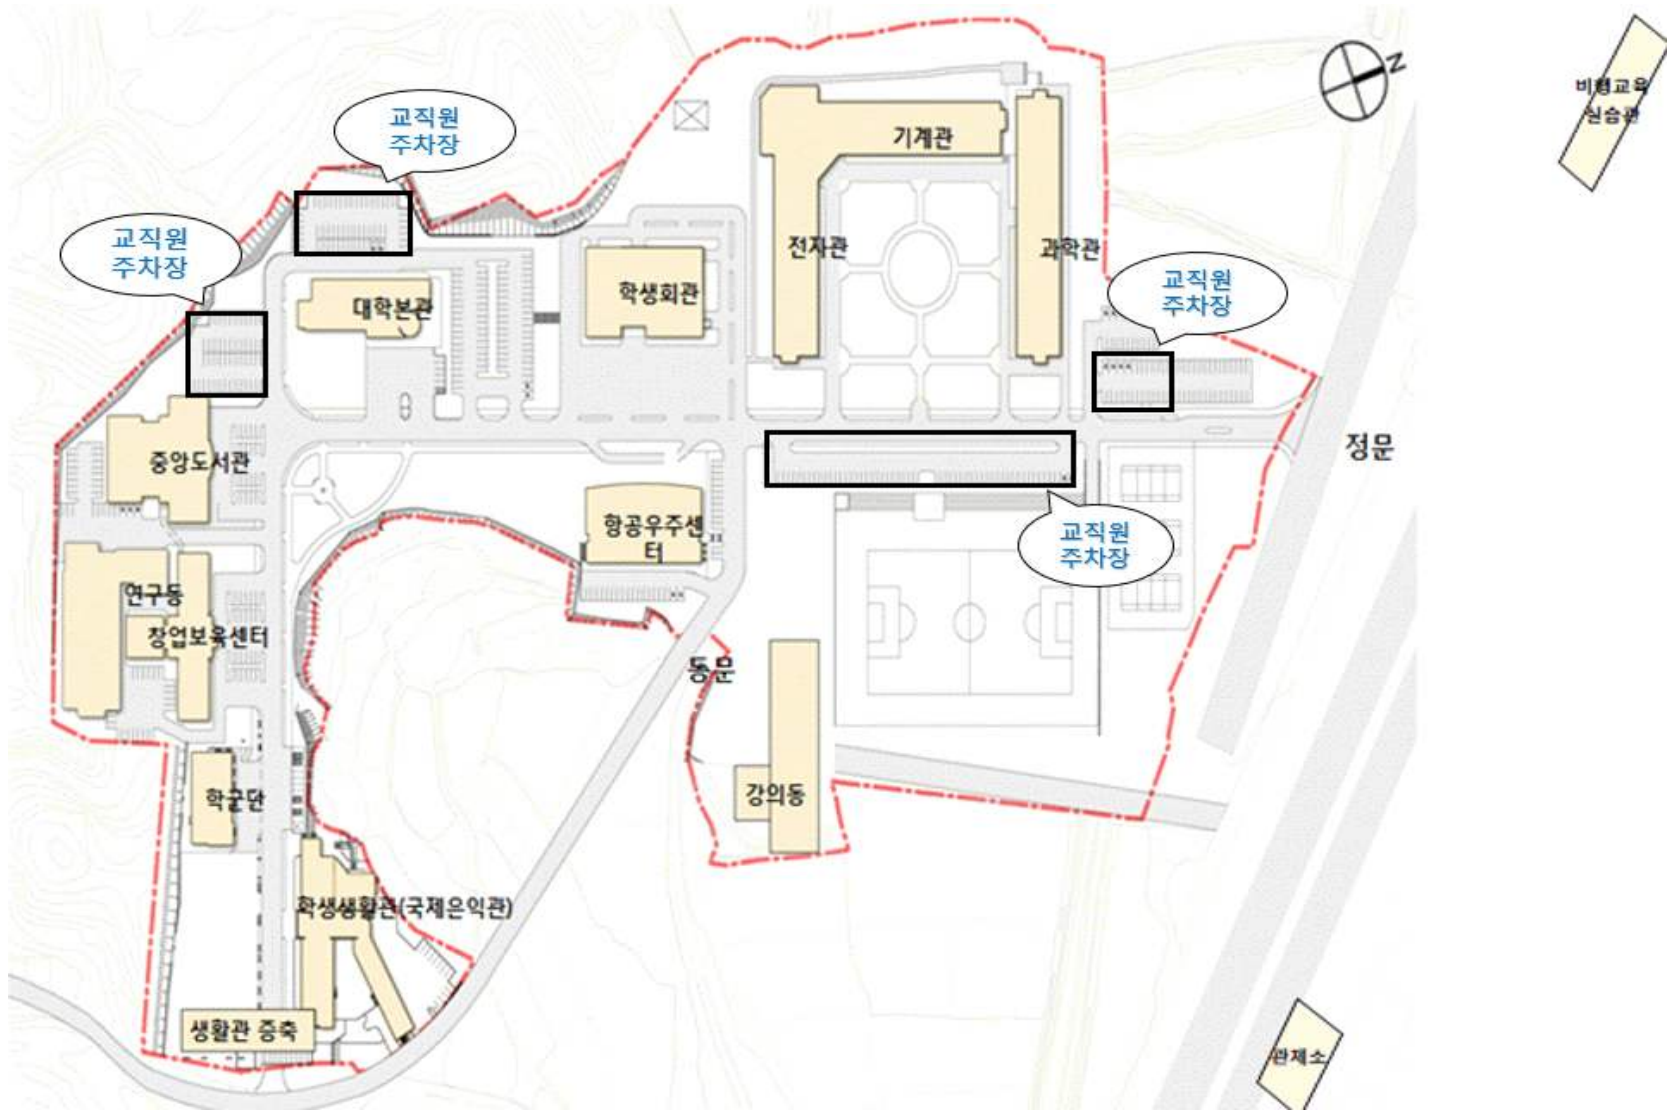 N
비행교육
실습관
교직원
주차장
기계관
교직원
주차장
전자관
과학관
학생회관
대학본관
교직원
주차장
정문
중앙도서관
항공우주센
터
교직원
주차장
연구동
창업보육센터
동문
강의동
학군단
학생생활관(국제은익관)
생활관 증축
관제소